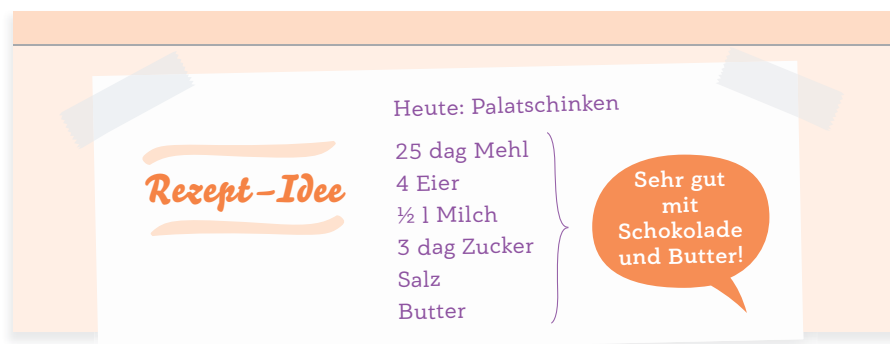 Rezept-Idee
Heute: Palatschinken
25 dag Mehl
4 Eier
½ l Milch
3 dag Zucker
Salz
Butter
Sehr gut
mit
Schokolade
und Butter!